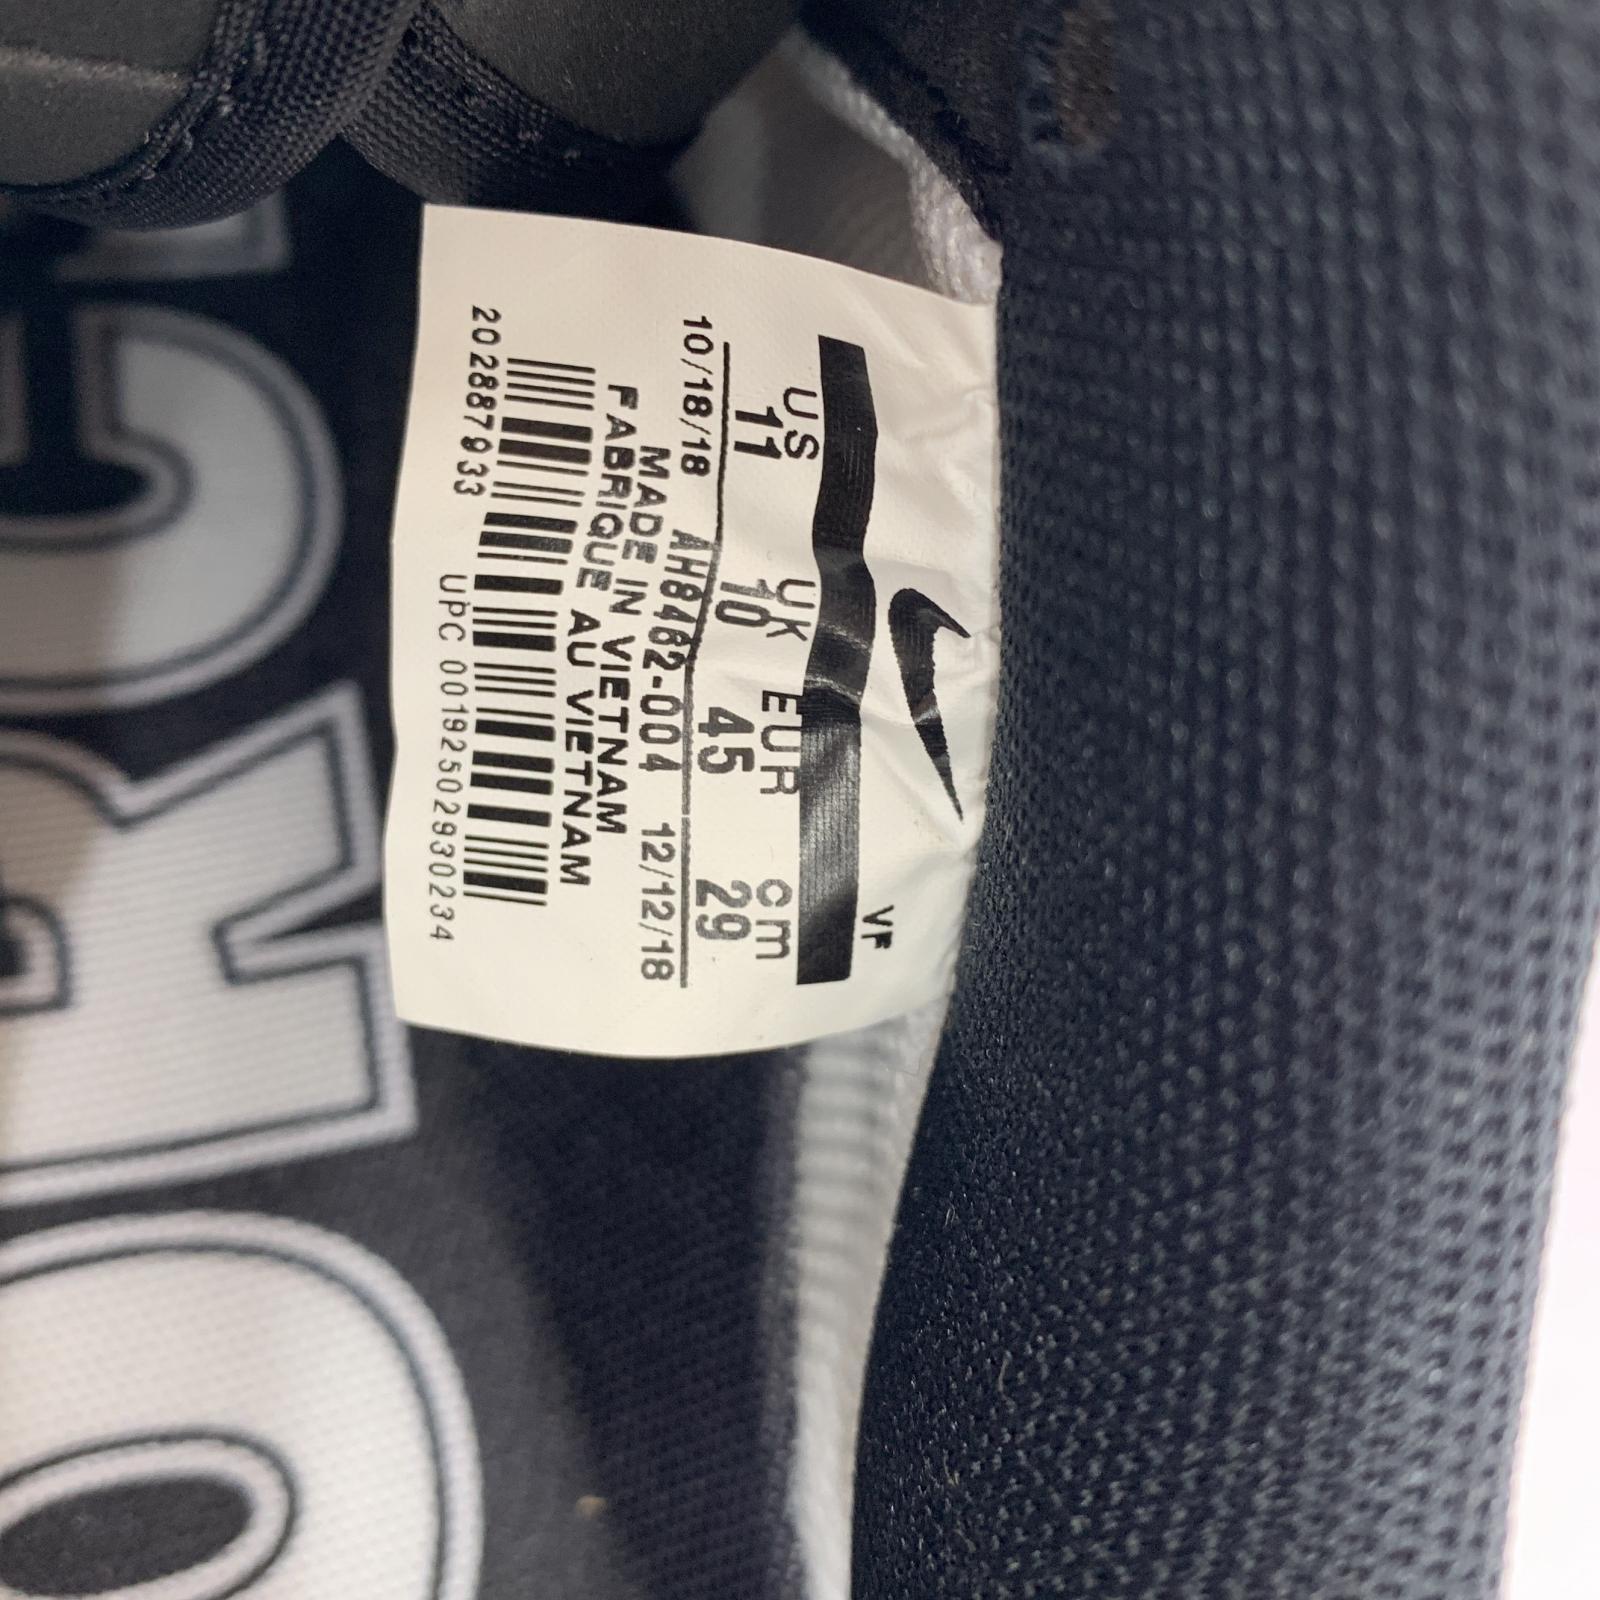 VF
US UK EUR cm
11 10 45 29
10/18/18 AH8462-004 12/12/18
MADE IN VIETNAM
FABRIQUE AU VIETNAM
202887933
UPC 00192502930234
ORCE